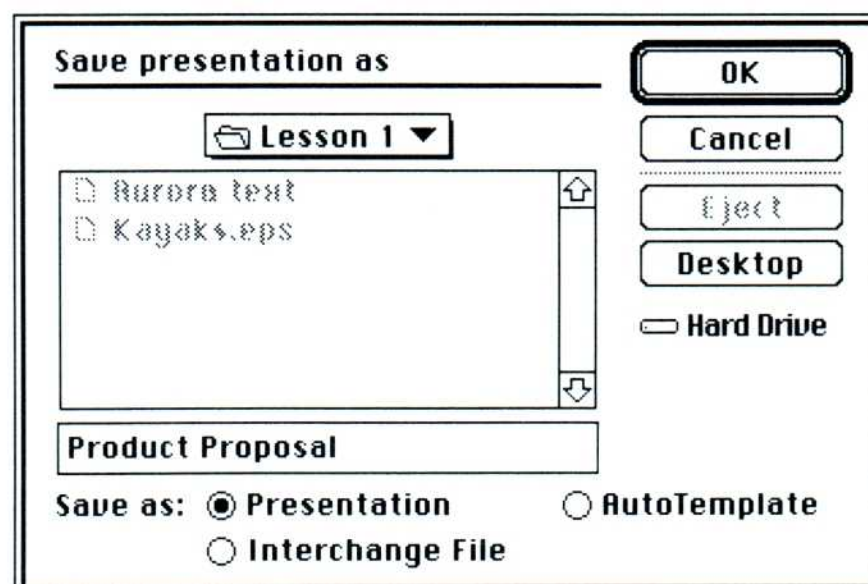 Save presentation as
OK
Lesson 1
Cancel
Aurora text
Kayaks.eps
Eject
Desktop
Hard Drive
Product Proposal
Save as: Presentation AutoTemplate
Interchange File